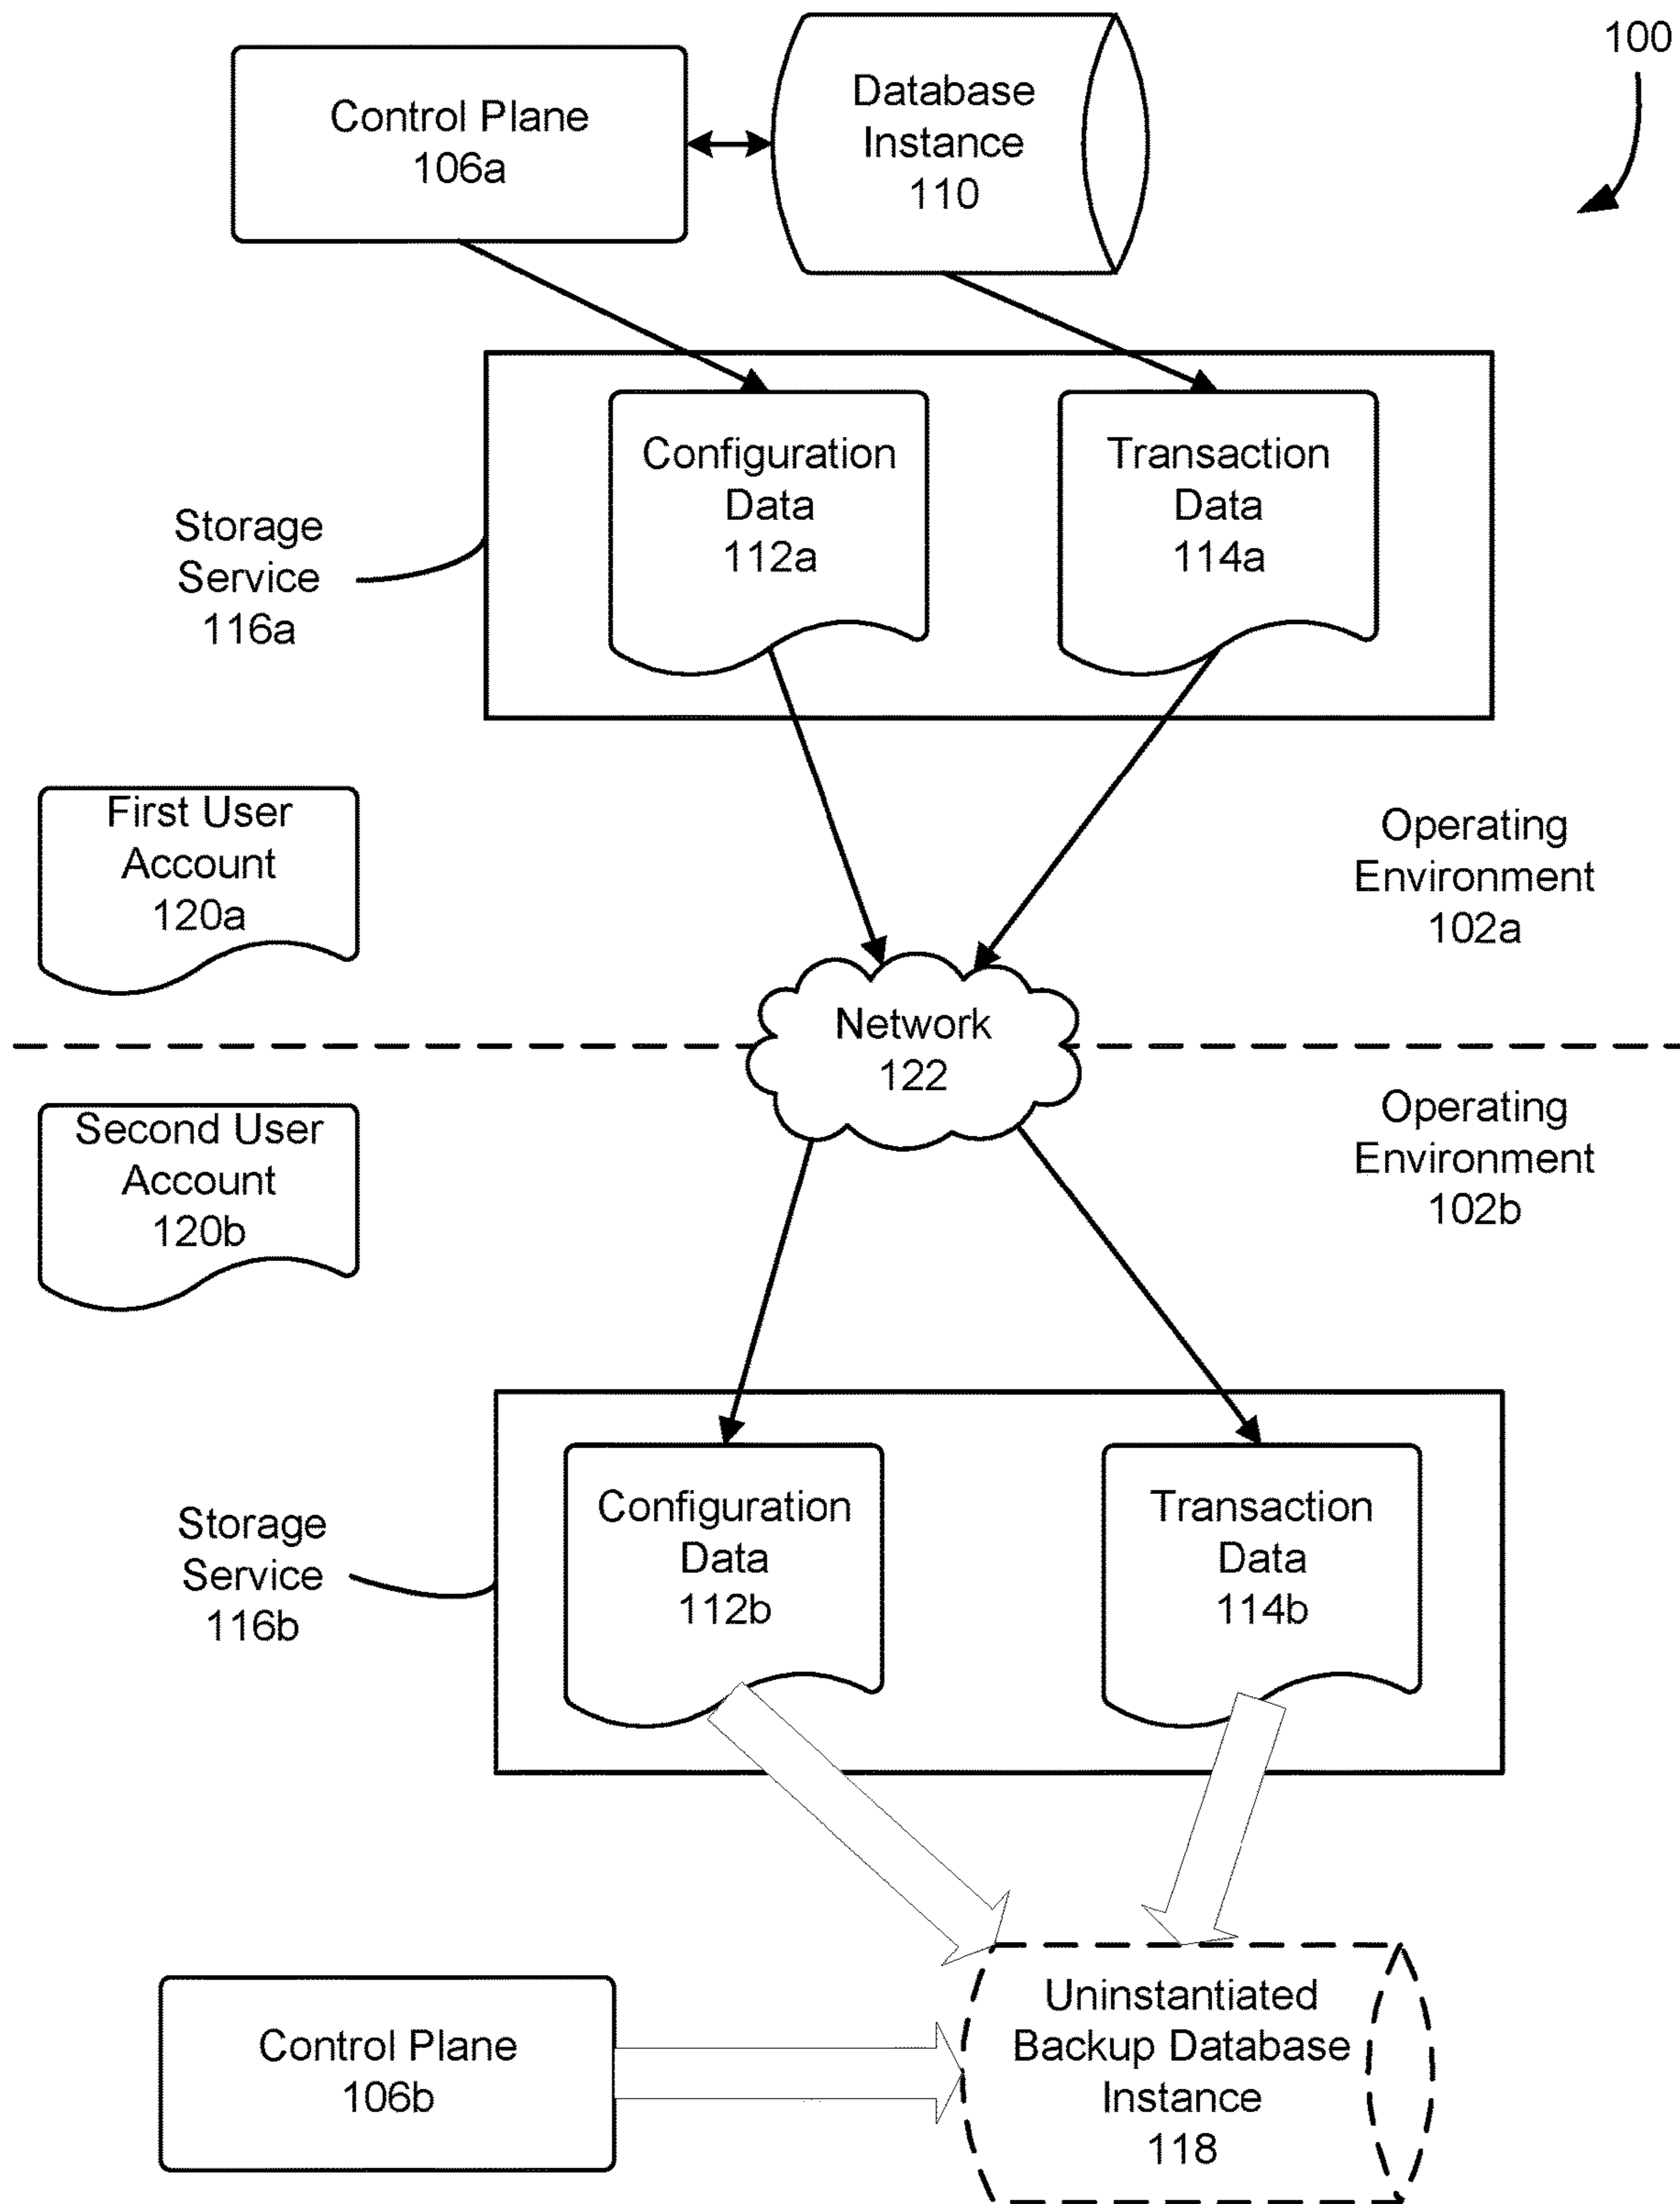 100
Control Plane
106a
Database
Instance
110
Configuration
Data
112a
Transaction
Data
114a
Storage
Service
116a
First User
Account
120a
Operating
Environment
102a
Network
122
Second User
Account
120b
Operating
Environment
102b
Configuration
Data
112b
Transaction
Data
114b
Storage
Service
116b
Control Plane
106b
Uninstantiated
Backup Database
Instance
118